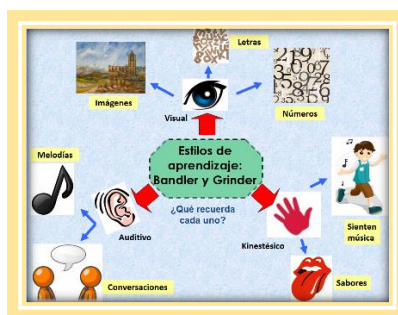 Letras
Imágenes
Números
Visual
Estilos de
aprendizaje:
Bandler y Grinder
¿Qué recuerda
cada uno?
Melodías
Auditivo
Conversaciones
Kinestésico
Sienten
música
Sabores